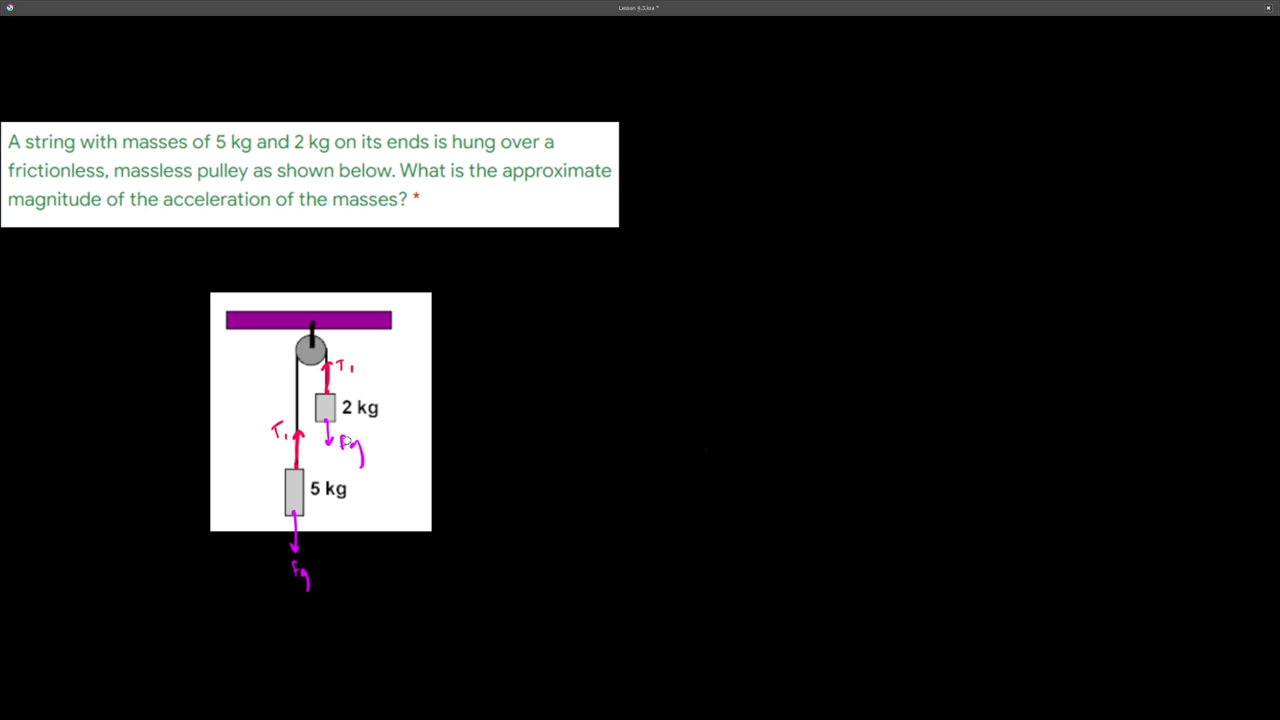 Lesson 4.3.kra *
A string with masses of 5 kg and 2 kg on its ends is hung over a
frictionless, massless pulley as shown below. What is the approximate
magnitude of the acceleration of the masses? *
T₁
2 kg
T₁
Fg
5 kg
Fg